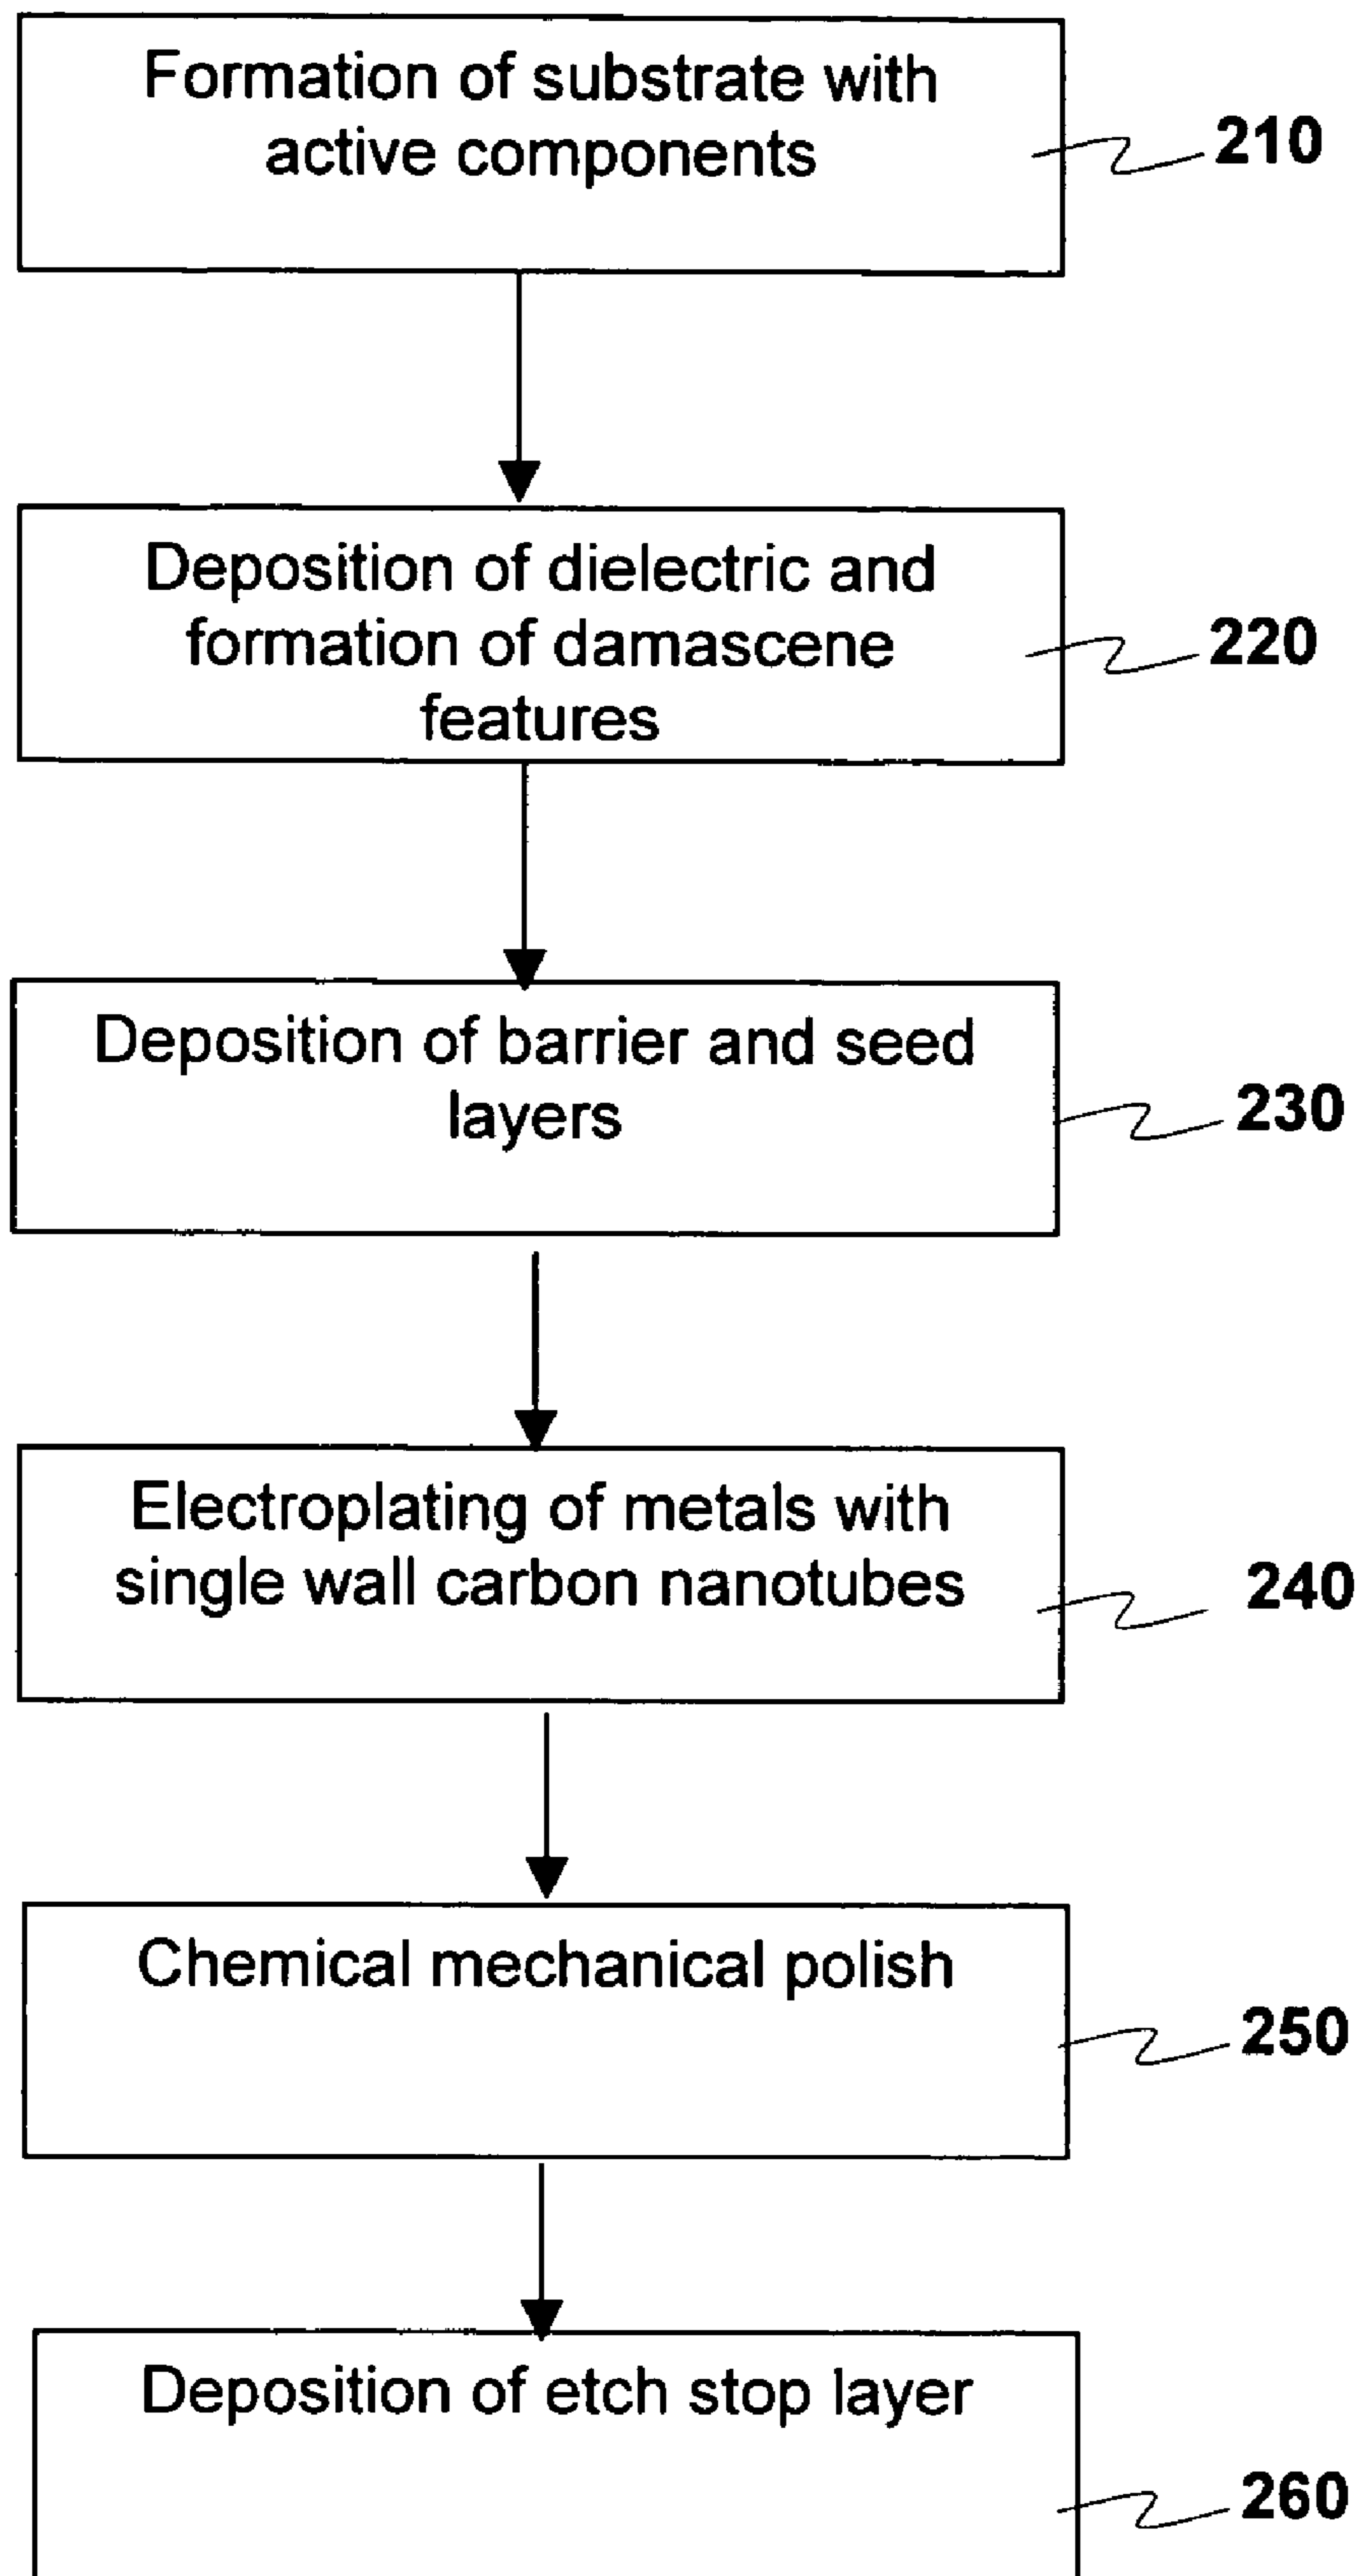 Formation of substrate with
active components
210
Deposition of dielectric and
formation of damascene
features
220
Deposition of barrier and seed
layers
230
Electroplating of metals with
single wall carbon nanotubes
240
Chemical mechanical polish
250
Deposition of etch stop layer
260